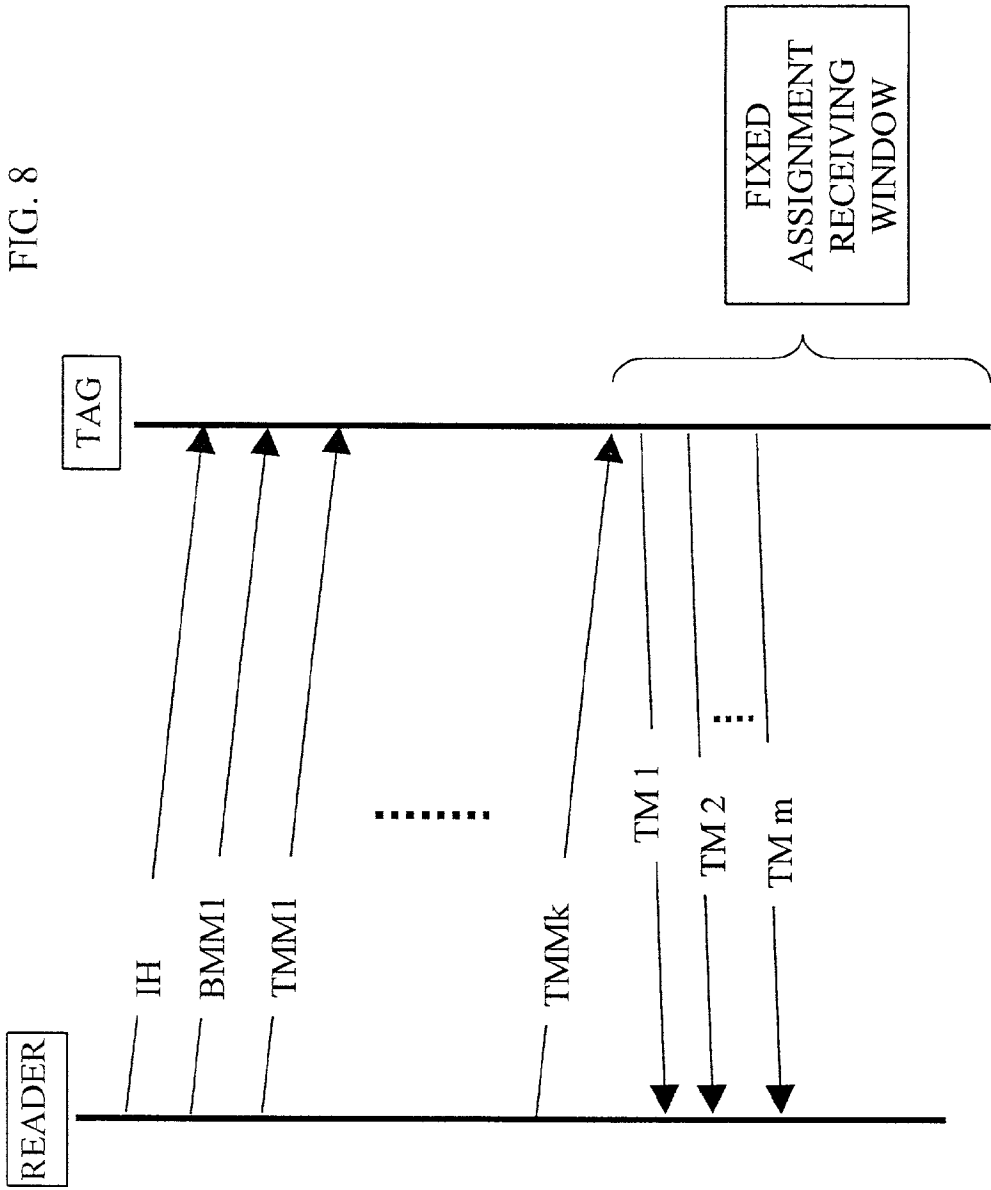 FIG. 8
READER
TAG
IH
BMM1
TMM1
TMMk
TM 1
TM 2
TM m
FIXED
ASSIGNMENT
RECEIVING
WINDOW